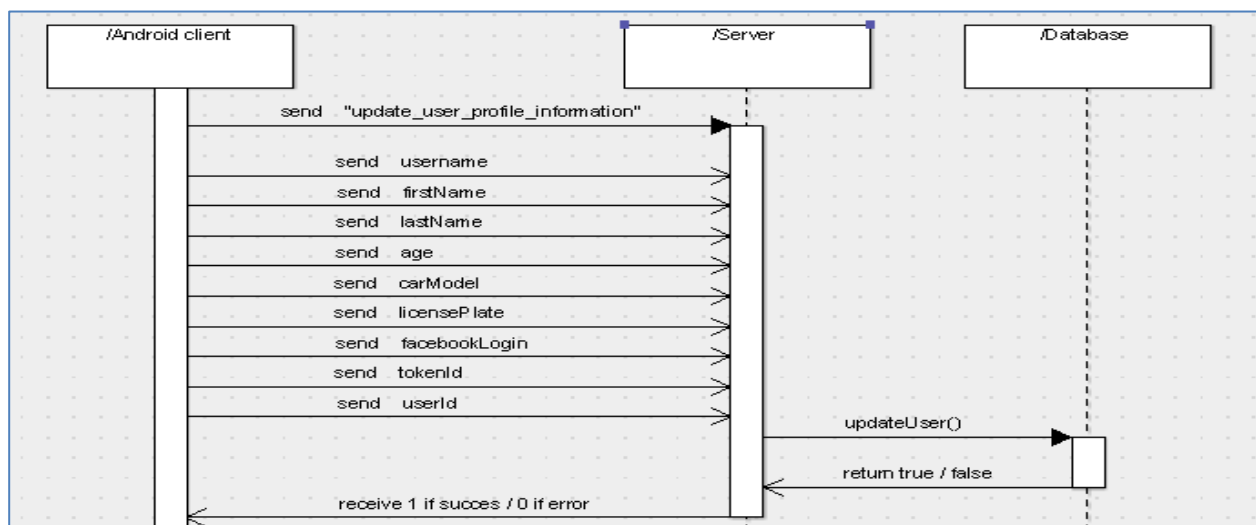 /Android client
/Server
/Database
send "update_user_profile_information"
send username
send firstName
send lastName
send age
send carModel
send licensePlate
send facebookLogin
send tokenId
send userId
updateUser()
return true / false
receive 1 if succes / 0 if error